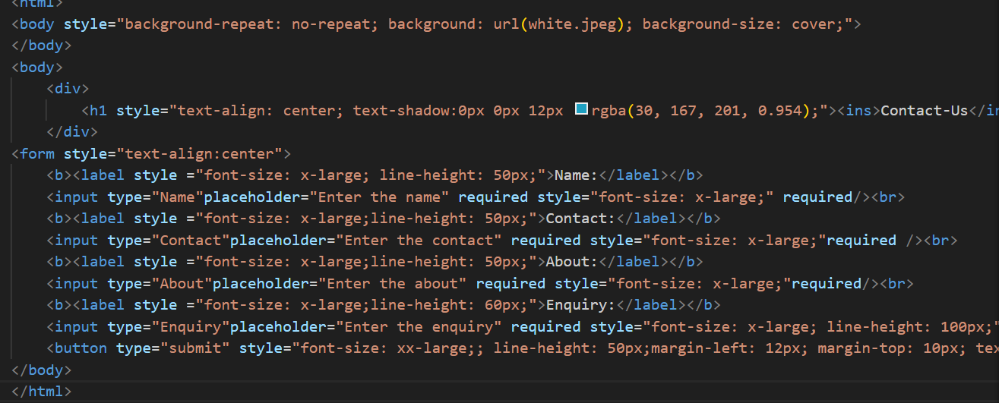 <html>
<body style="background-repeat: no-repeat; background: url(white.jpeg); background-size: cover;">
</body>
<body>
<div>
<h1 style="text-align: center; text-shadow:0px 0px 12px rgba(30, 167, 201, 0.954);"><ins>Contact-Us</in
</div>
<form style="text-align:center">
<b><label style ="font-size: x-large; line-height: 50px;">Name:</label></b>
<input type="Name"placeholder="Enter the name" required style="font-size: x-large;" required/><br>
<b><label style ="font-size: x-large;line-height: 50px;">Contact:</label></b>
<input type="Contact"placeholder="Enter the contact" required style="font-size: x-large;"required /><br>
<b><label style ="font-size: x-large;line-height: 50px;">About:</label></b>
<input type="About"placeholder="Enter the about" required style="font-size: x-large;"required/><br>
<b><label style ="font-size: x-large;line-height: 60px;">Enquiry:</label></b>
<input type="Enquiry"placeholder="Enter the enquiry" required style="font-size: x-large; line-height: 100px;"
<button type="submit" style="font-size: xx-large;; line-height: 50px;margin-left: 12px; margin-top: 10px; tex
</body>
</html>